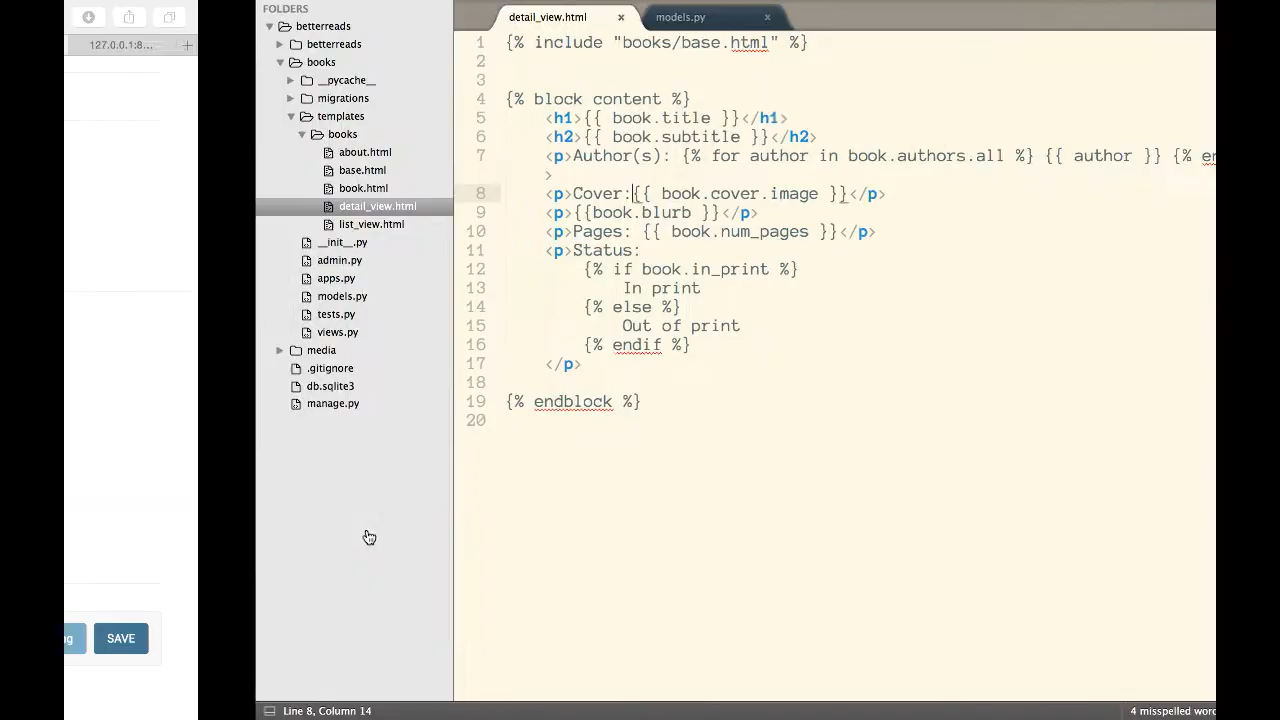 127.0.0.1:8...
SAVE
FOLDERS
betterreads
betterreads
books
__pycache__
migrations
templates
books
about.html
base.html
book.html
detail_view.html
list_view.html
__init__.py
admin.py
apps.py
models.py
tests.py
views.py
media
.gitignore
db.sqlite3
manage.py
detail_view.html
models.py
1 {% include "books/base.html" %}
2
3
4 {% block content %}
5 <h1>{{ book.title }}</h1>
6 <h2>{{ book.subtitle }}</h2>
7 <p>Author(s): {% for author in book.authors.all %} {{ author }} {% en
>
8 <p>Cover:{{ book.cover.image }}</p>
9 <p>{{book.blurb }}</p>
10 <p>Pages: {{ book.num_pages }}</p>
11 <p>Status:
12 {% if book.in_print %}
13 In print
14 {% else %}
15 Out of print
16 {% endif %}
17 </p>
18
19 {% endblock %}
20
Line 8, Column 14
4 misspelled word